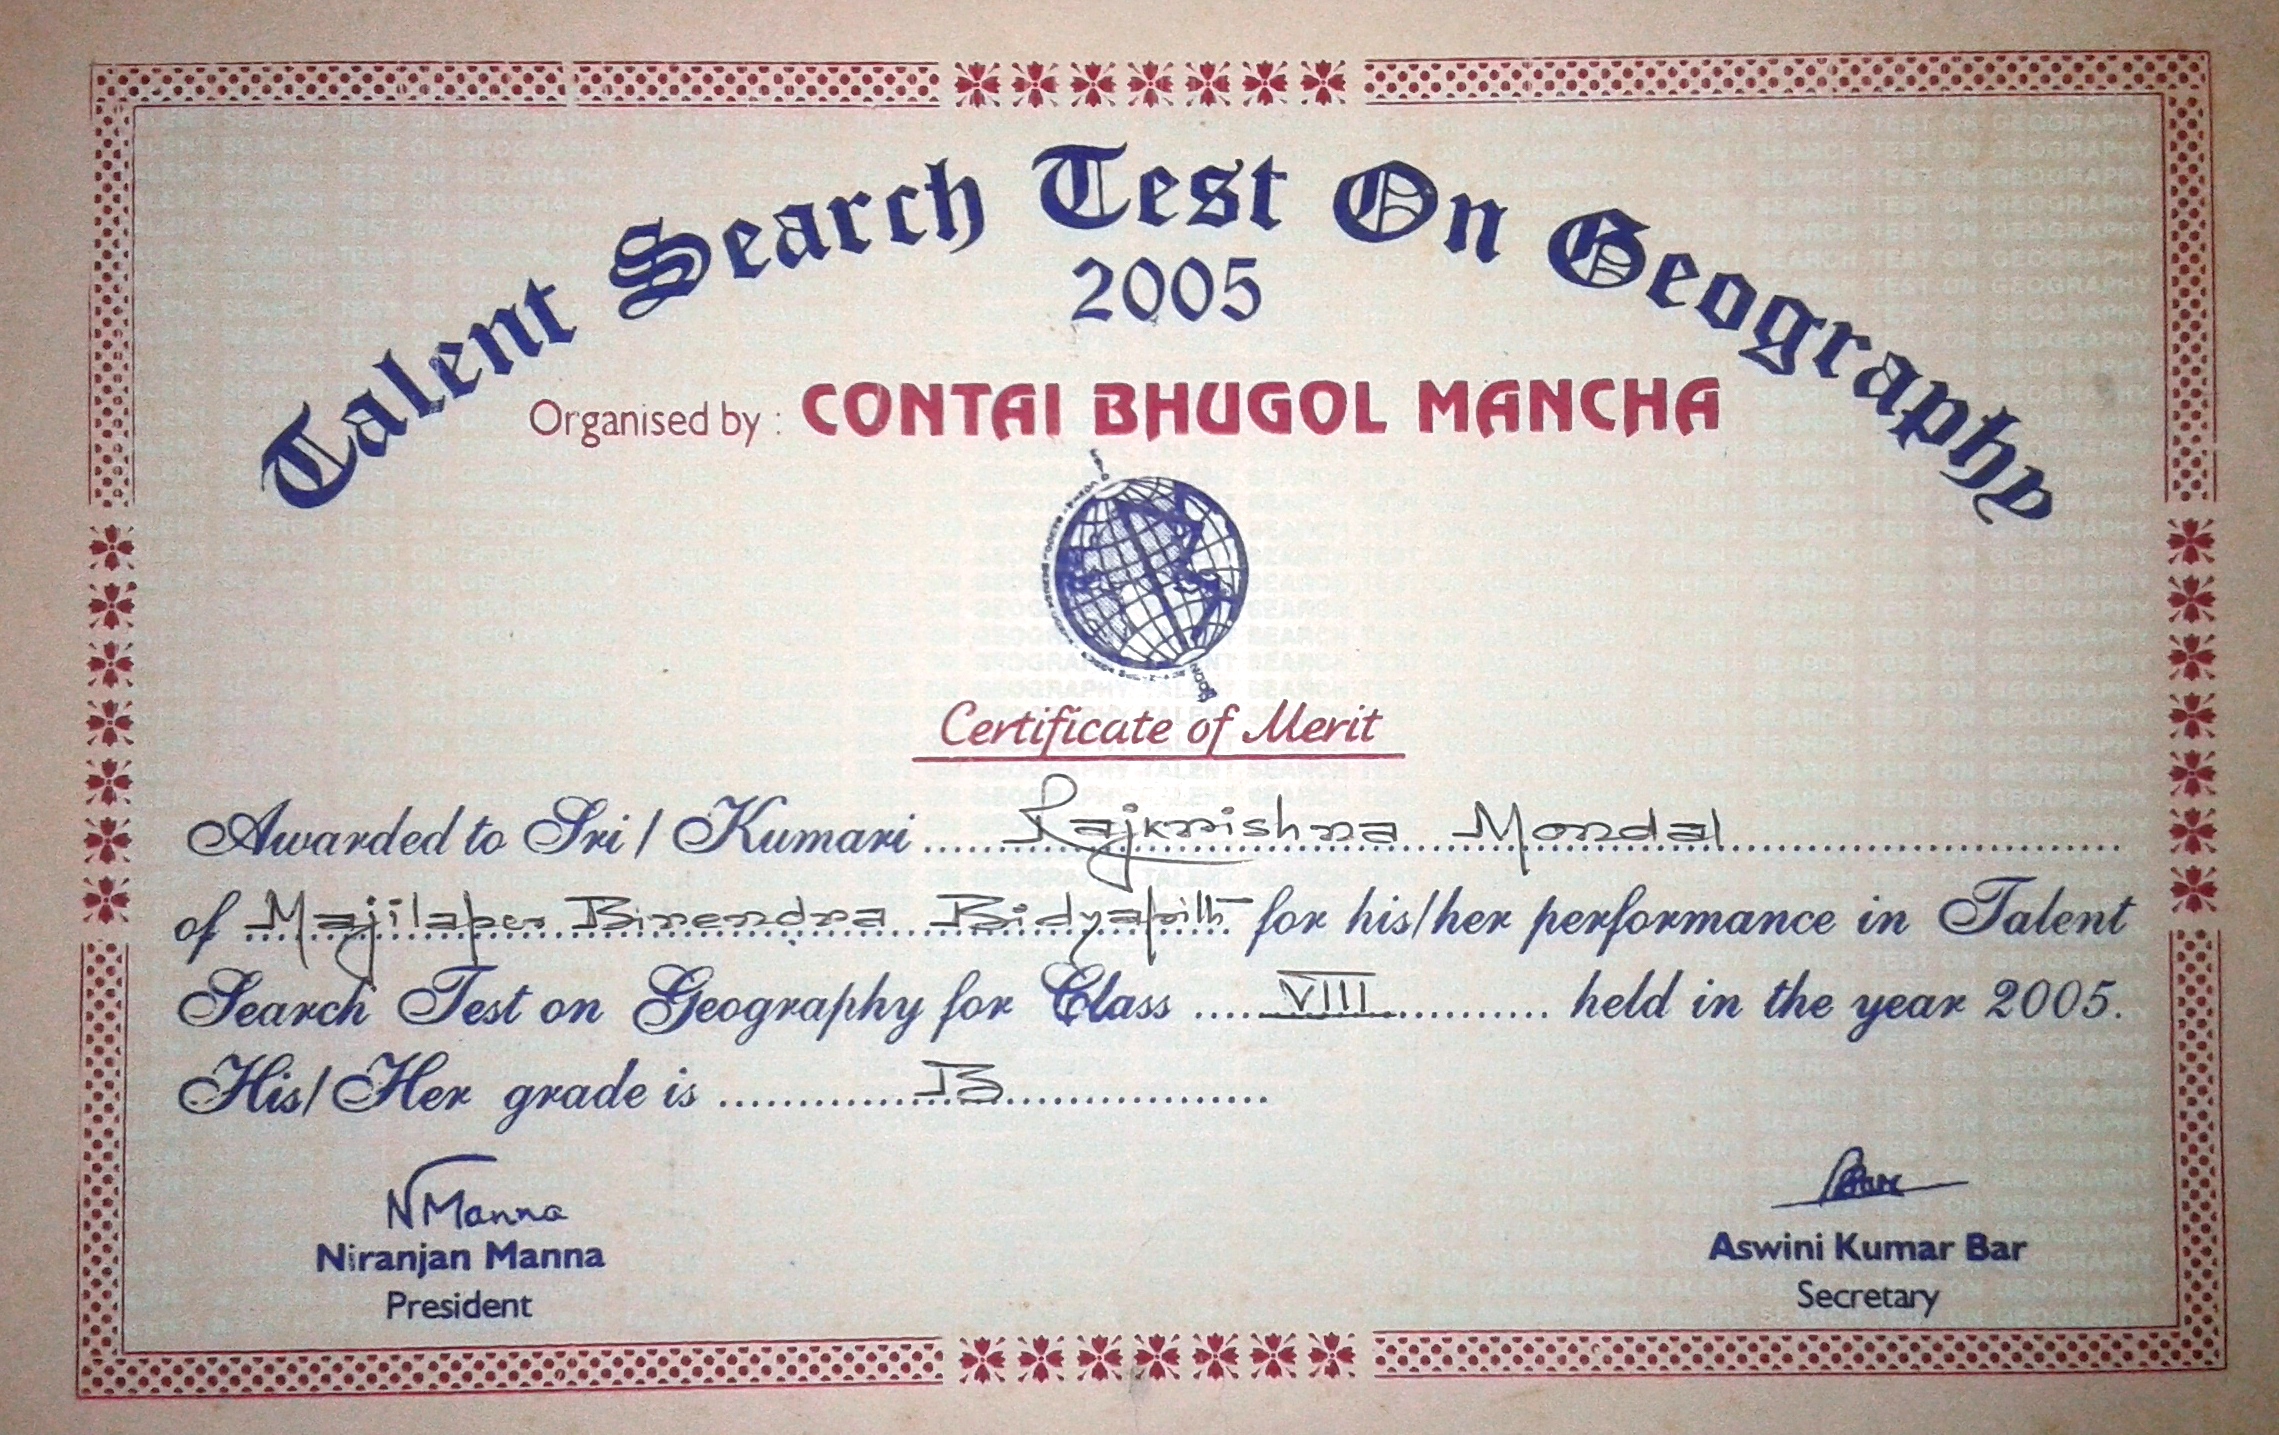 Talent Search Test On Geography
2005
Organised by : CONTAI BHUGOL MANCHA
Certificate of Merit
Awarded to Sri / Kumari ..... Rajkrishna Mondal .....
of Majilapur Birendra Bidyapith for his/her performance in Talent
Search Test on Geography for Class ..... VIII ..... held in the year 2005.
His/Her grade is ..... B .....
N Manna
Niranjan Manna
President
Aswini Kumar Bar
Secretary